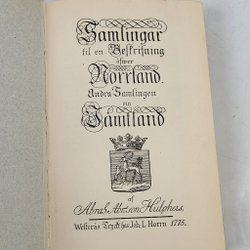 Samlingar
til en Beskrifning
öfwer
Norrland.
Andra Samlingen
om
Jämtland
af
Abrah. Abr:son Hülphers.
Westerås Tryckt hos Joh. L. Horrn. 1775.